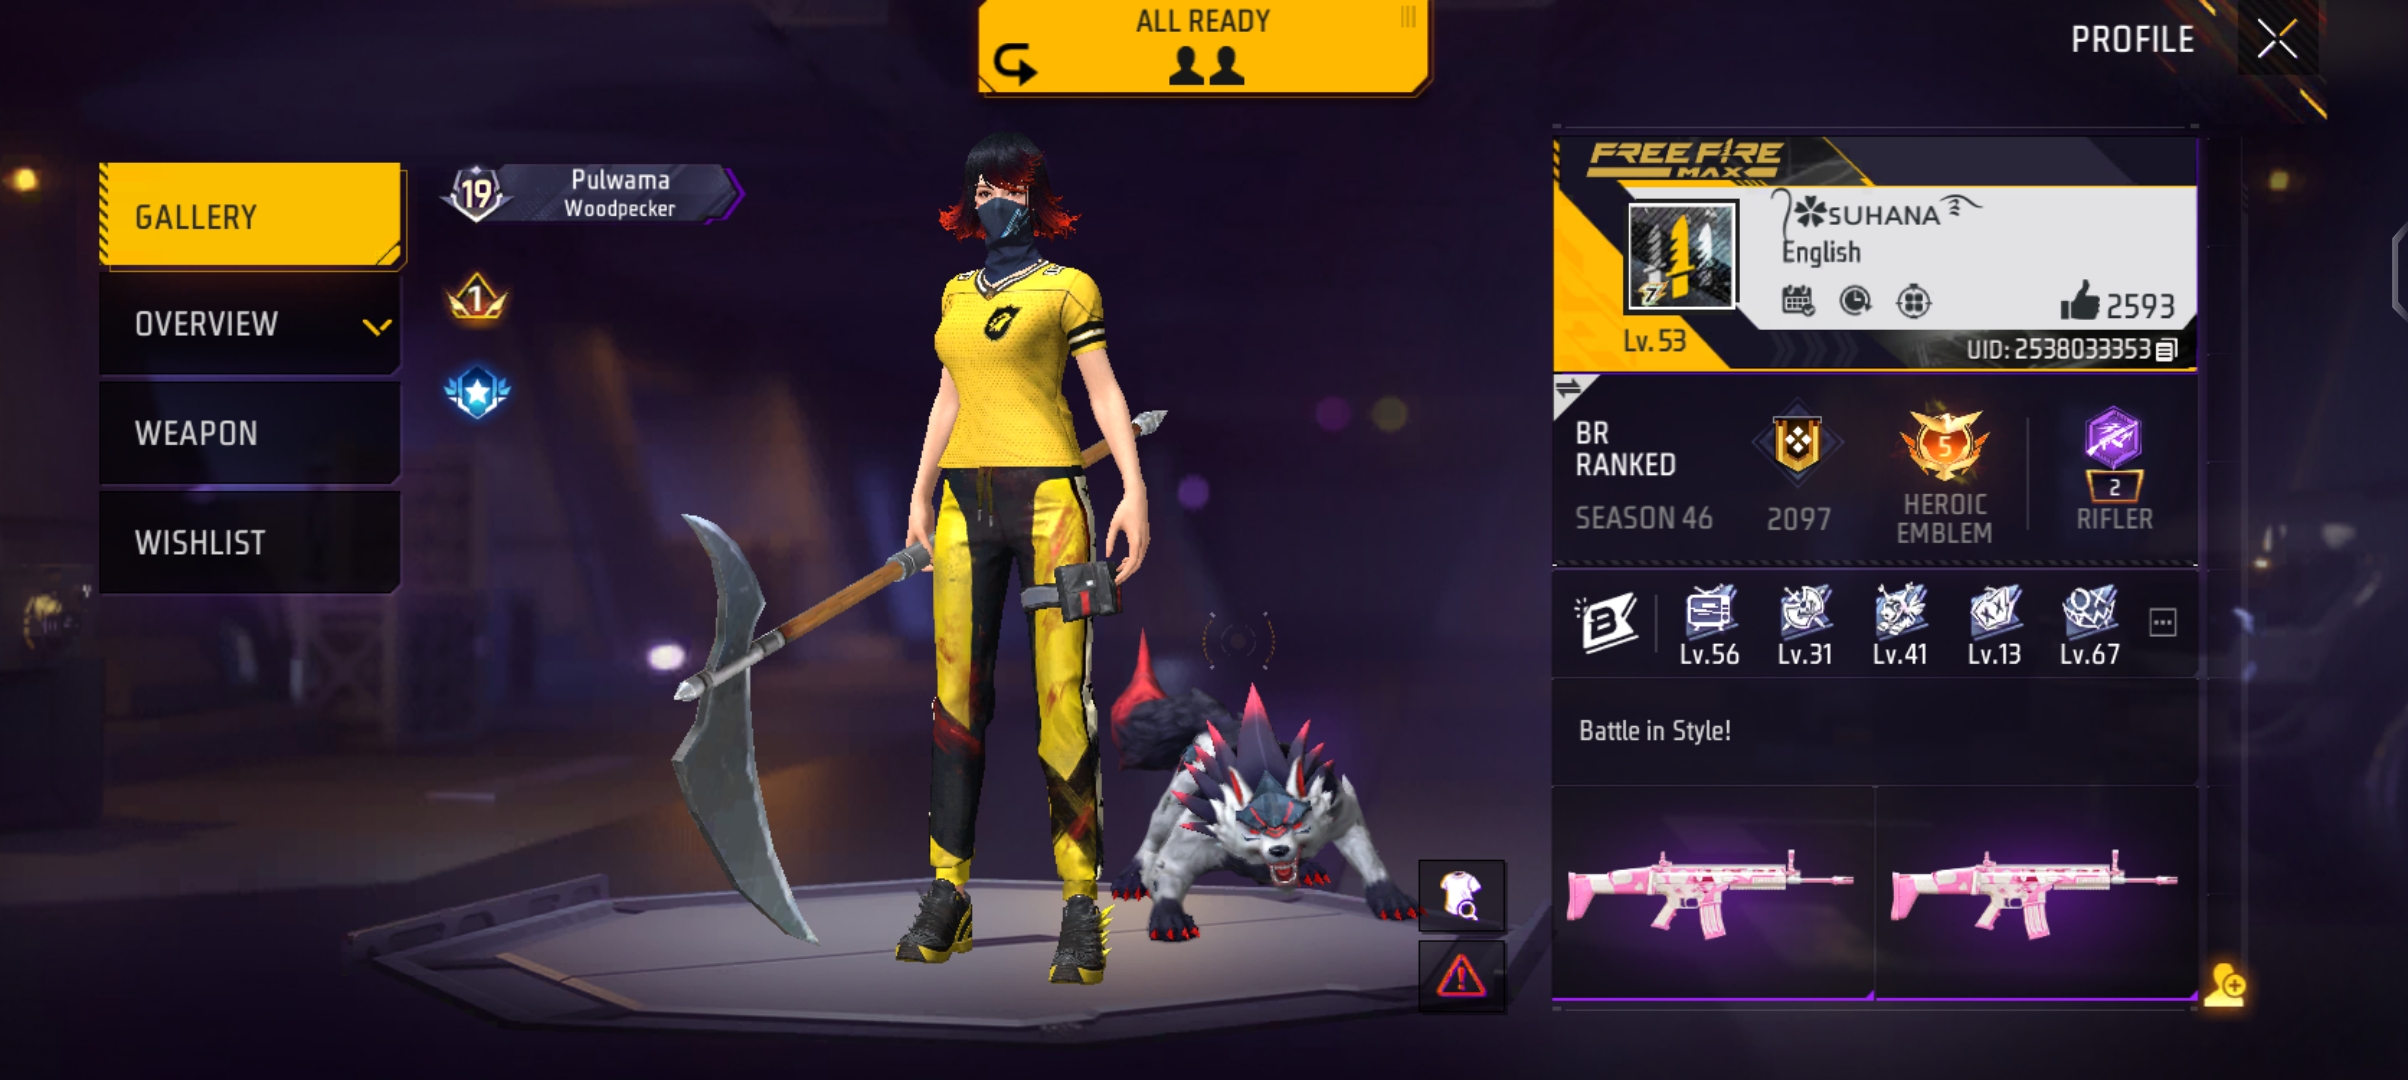 ALL READY
PROFILE
GALLERY
OVERVIEW
WEAPON
WISHLIST
19
Pulwama
Woodpecker
1
FREE FIRE
MAX
SUHANA
English
7
2593
Lv. 53
UID: 2538033353
BR
RANKED
SEASON 46
2097
5
HEROIC
EMBLEM
2
RIFLER
B
Lv.56
Lv.31
Lv.41
Lv.13
Lv.67
Battle in Style!